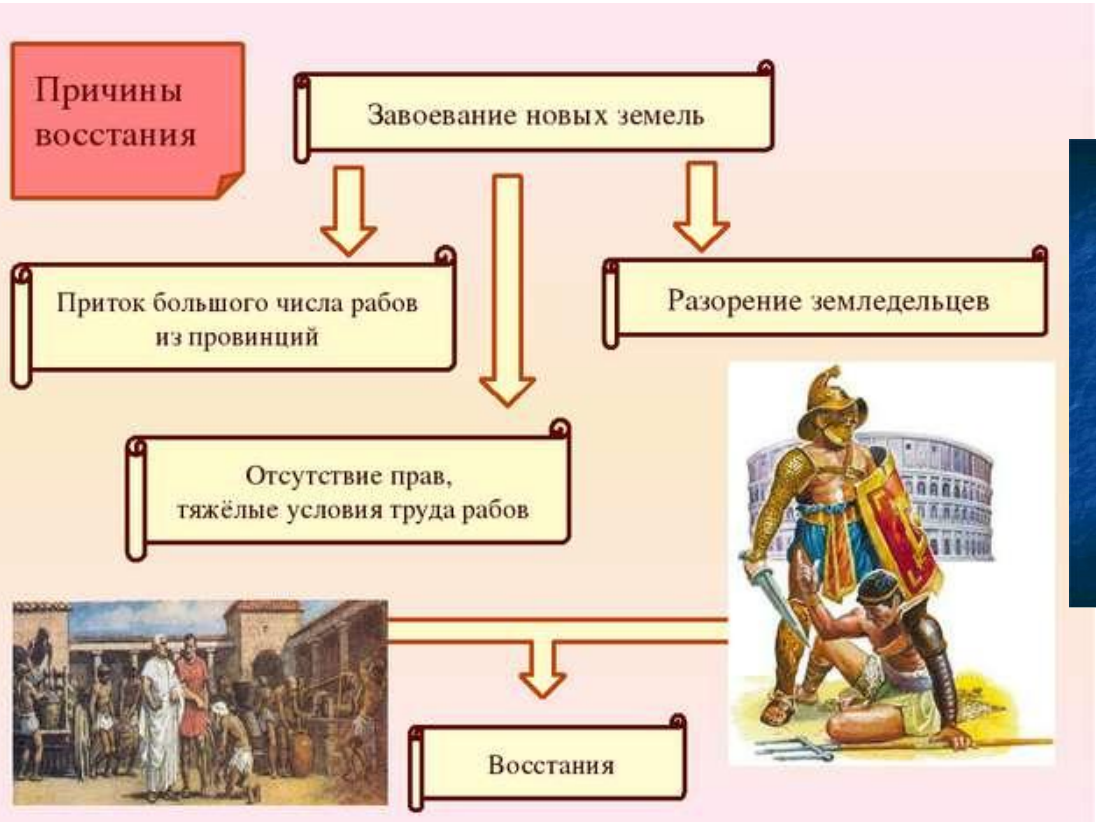 Причины
восстания
Завоевание новых земель
Приток большого числа рабов
из провинций
Разорение земледельцев
Отсутствие прав,
тяжёлые условия труда рабов
Восстания